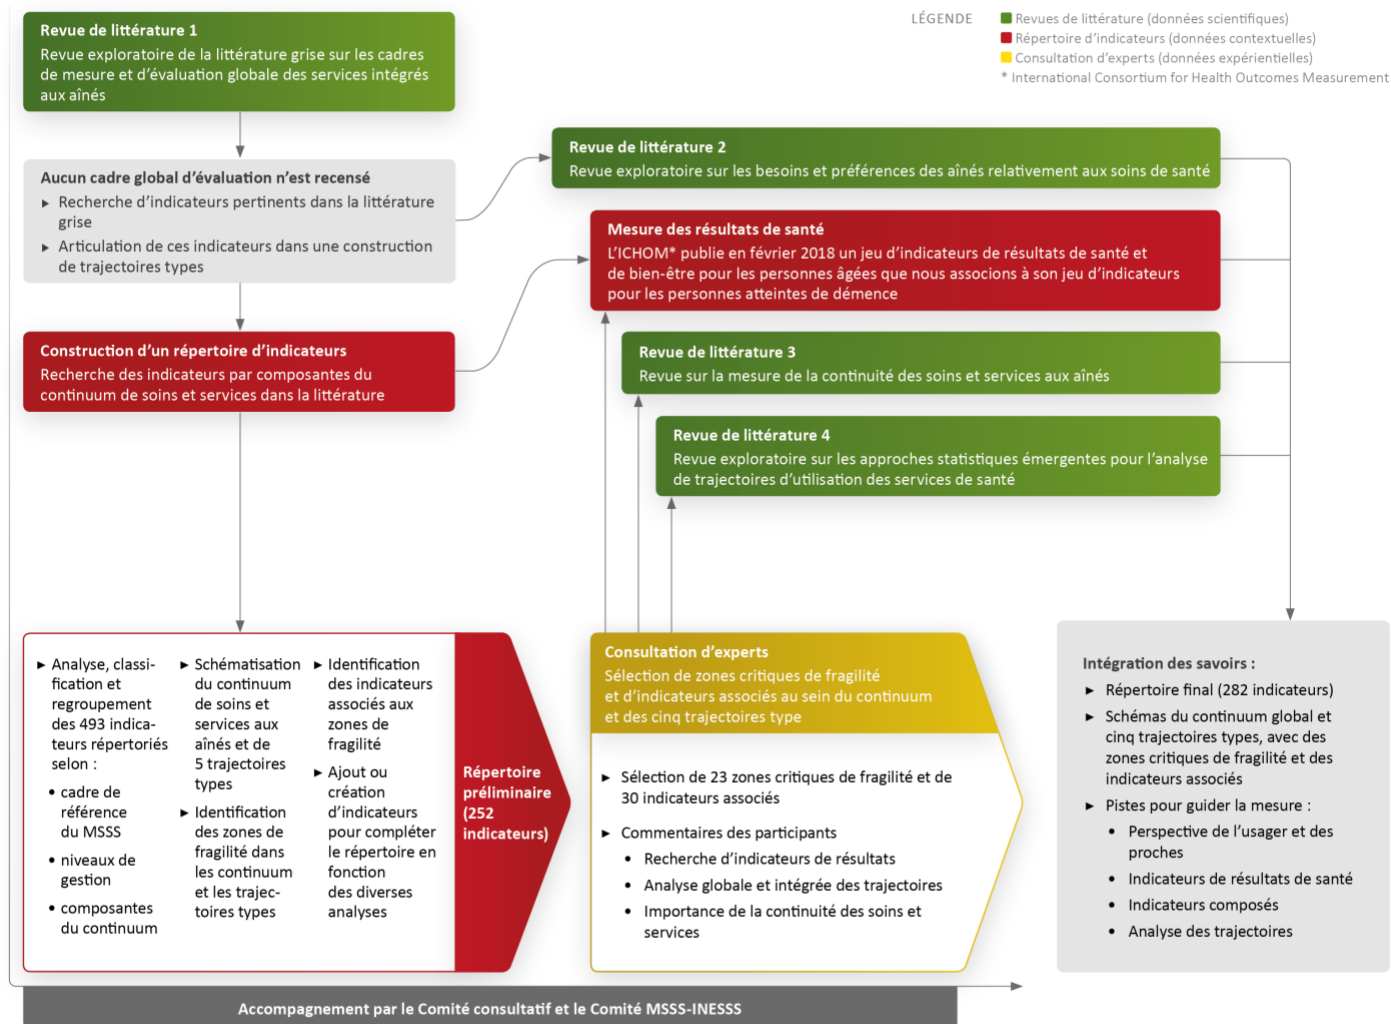 Revue de littérature 1
Revue exploratoire de la littérature grise sur les cadres
de mesure et d’évaluation globale des services intégrés
aux aînés
LÉGENDE
Revues de littérature (données scientifiques)
Répertoire d’indicateurs (données contextuelles)
Consultation d’experts (données expérientielles)
* International Consortium for Health Outcomes Measurement
Aucun cadre global d’évaluation n’est recensé
▸ Recherche d’indicateurs pertinents dans la littérature
grise
▸ Articulation de ces indicateurs dans une construction
de trajectoires types
Revue de littérature 2
Revue exploratoire sur les besoins et préférences des aînés relativement aux soins de santé
Mesure des résultats de santé
L’ICHOM* publie en février 2018 un jeu d’indicateurs de résultats de santé et
de bien-être pour les personnes âgées que nous associons à son jeu d’indicateurs
pour les personnes atteintes de démence
Construction d’un répertoire d’indicateurs
Recherche des indicateurs par composantes du
continuum de soins et services dans la littérature
Revue de littérature 3
Revue sur la mesure de la continuité des soins et services aux aînés
Revue de littérature 4
Revue exploratoire sur les approches statistiques émergentes pour l’analyse
de trajectoires d’utilisation des services de santé
▸ Analyse, classi-
fication et
regroupement
des 493 indica-
teurs répertoriés
selon :
• cadre de
référence
du MSSS
• niveaux de
gestion
• composantes
du continuum
▸ Schématisation
du continuum
de soins et
services aux
aînés et de
5 trajectoires
types
▸ Identification
des zones de
fragilité dans
les continuum
et les trajec-
toires types
▸ Identification
des indicateurs
associés aux
zones de
fragilité
▸ Ajout ou
création
d’indicateurs
pour compléter
le répertoire en
fonction
des diverses
analyses
Répertoire
préliminaire
(252
indicateurs)
Consultation d’experts
Sélection de zones critiques de fragilité
et d’indicateurs associés au sein du continuum
et des cinq trajectoires type
▸ Sélection de 23 zones critiques de fragilité et de
30 indicateurs associés
▸ Commentaires des participants
• Recherche d’indicateurs de résultats
• Analyse globale et intégrée des trajectoires
• Importance de la continuité des soins et
services
Intégration des savoirs :
▸ Répertoire final (282 indicateurs)
▸ Schémas du continuum global et
cinq trajectoires types, avec des
zones critiques de fragilité et des
indicateurs associés
▸ Pistes pour guider la mesure :
• Perspective de l’usager et des
proches
• Indicateurs de résultats de santé
• Indicateurs composés
• Analyse des trajectoires
Accompagnement par le Comité consultatif et le Comité MSSS-INESSS